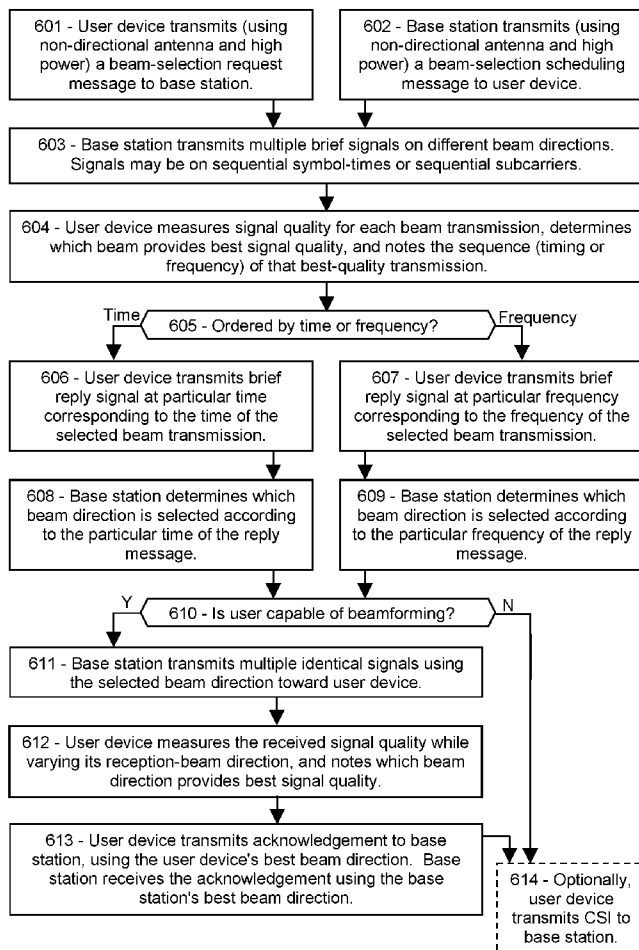 601 - User device transmits (using
non-directional antenna and high
power) a beam-selection request
message to base station.
602 - Base station transmits (using
non-directional antenna and high
power) a beam-selection scheduling
message to user device.
603 - Base station transmits multiple brief signals on different beam directions.
Signals may be on sequential symbol-times or sequential subcarriers.
604 - User device measures signal quality for each beam transmission, determines
which beam provides best signal quality, and notes the sequence (timing or
frequency) of that best-quality transmission.
Time
605 - Ordered by time or frequency?
Frequency
606 - User device transmits brief
reply signal at particular time
corresponding to the time of the
selected beam transmission.
607 - User device transmits brief
reply signal at particular frequency
corresponding to the frequency of the
selected beam transmission.
608 - Base station determines which
beam direction is selected according
to the particular time of the reply
message.
609 - Base station determines which
beam direction is selected according
to the particular frequency of the reply
message.
Y
610 - Is user capable of beamforming?
N
611 - Base station transmits multiple identical signals using
the selected beam direction toward user device.
612 - User device measures the received signal quality while
varying its reception-beam direction, and notes which beam
direction provides best signal quality.
613 - User device transmits acknowledgement to base
station, using the user device's best beam direction. Base
station receives the acknowledgement using the base
station's best beam direction.
614 - Optionally,
user device
transmits CSI to
base station.